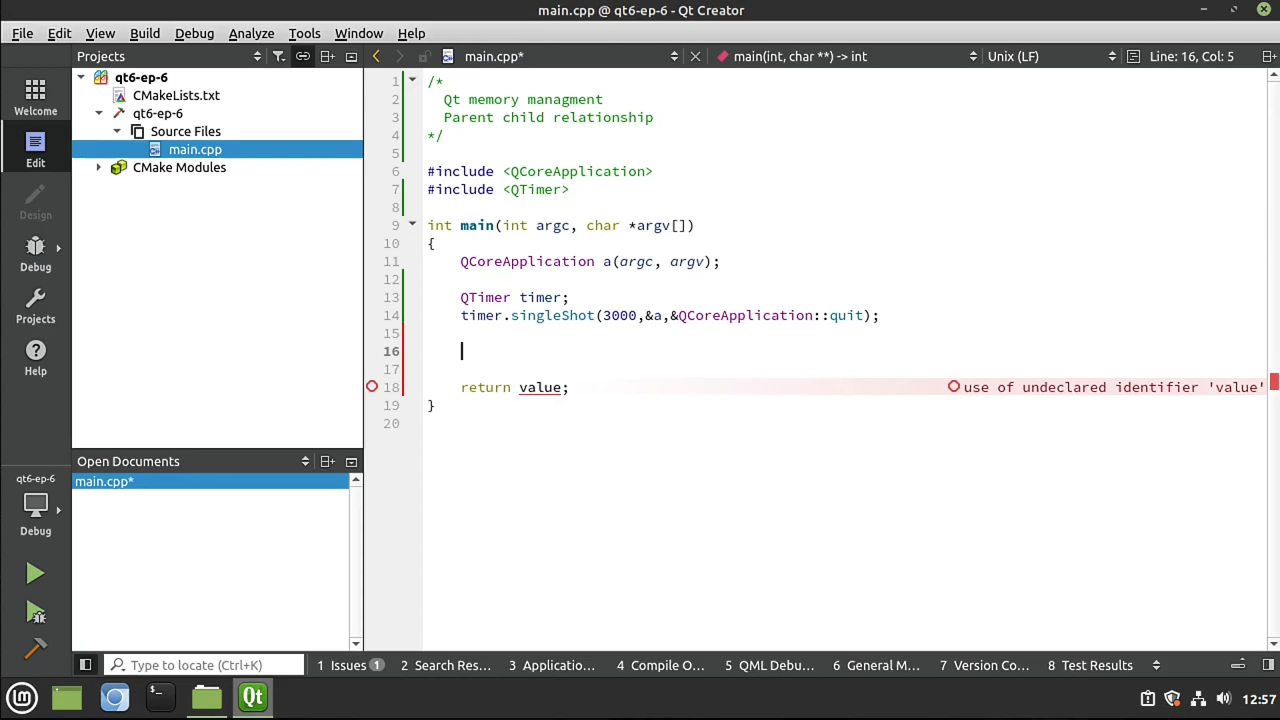 main.cpp @ qt6-ep-6 - Qt Creator
File Edit View Build Debug Analyze Tools Window Help
Projects main.cpp* main(int, char **) → int Unix (LF) Line: 16, Col: 5
Welcome
Edit
Design
Debug
Projects
Help
qt6-ep-6
Debug
qt6-ep-6
CMakeLists.txt
qt6-ep-6
Source Files
main.cpp
CMake Modules
Open Documents
main.cpp*
1 /*
2 Qt memory managment
3 Parent child relationship
4 */
5
6 #include <QCoreApplication>
7 #include <QTimer>
8
9 int main(int argc, char *argv[])
10 {
11 QCoreApplication a(argc, argv);
12
13 QTimer timer;
14 timer.singleShot(3000,&a,&QCoreApplication::quit);
15
16
17
18 return value; use of undeclared identifier 'value'
19 }
20
Type to locate (Ctrl+K) 1 Issues 1 2 Search Res... 3 Applicatio... 4 Compile O... 5 QML Debu... 6 General M... 7 Version Co... 8 Test Results
Qt 12:57